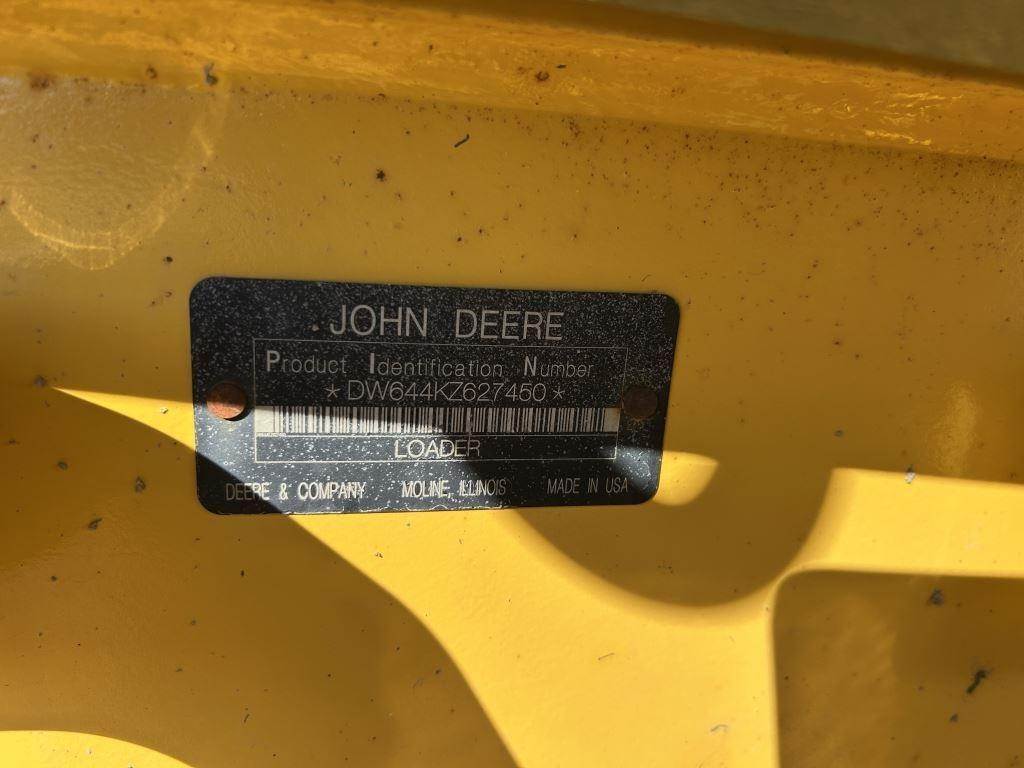 JOHN DEERE
Product Identification Number
*DW644KZ627450*
LOADER
DEERE & COMPANY MOLINE, ILLINOIS MADE IN USA